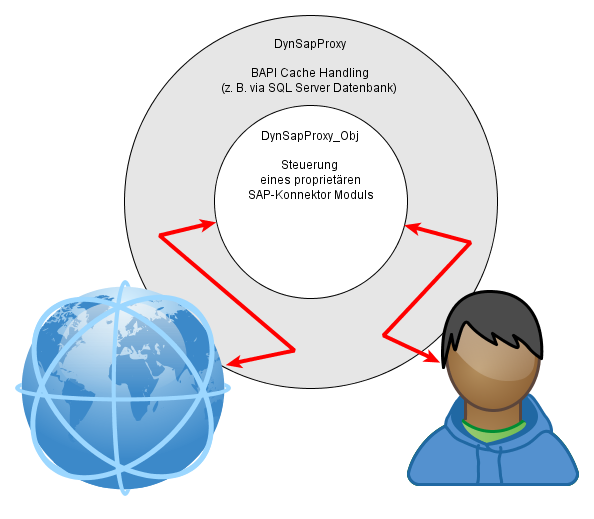 DynSapProxy
BAPI Cache Handling
(z. B. via SQL Server Datenbank)
DynSapProxy_Obj
Steuerung
eines proprietären
SAP-Konnektor Moduls